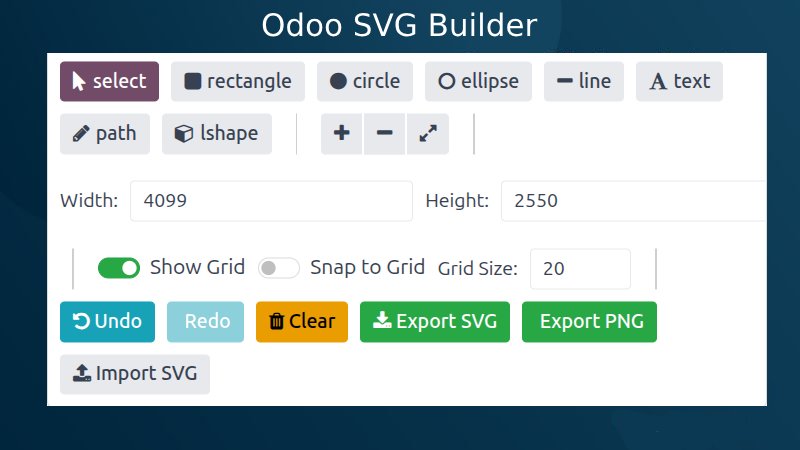 Odoo SVG Builder
select rectangle circle ellipse line text
path lshape
Width: 4099 Height: 2550
Show Grid Snap to Grid Grid Size: 20
Undo Redo Clear Export SVG Export PNG
Import SVG